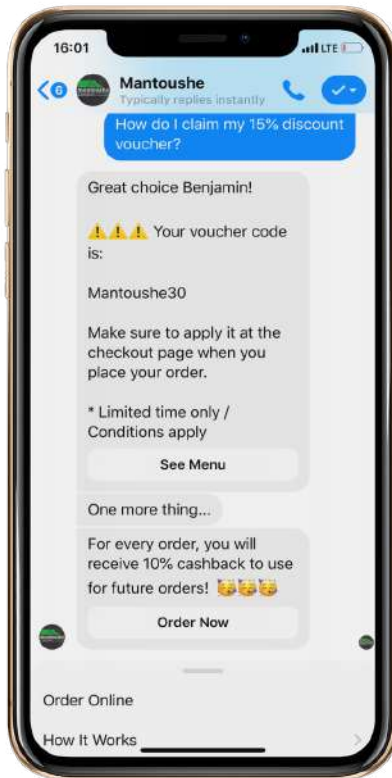 16:01
LTE
6
Mantoushe
Typically replies instantly
How do I claim my 15% discount
voucher?
Great choice Benjamin!
⚠️⚠️⚠️ Your voucher code
is:
Mantoushe30
Make sure to apply it at the
checkout page when you
place your order.
* Limited time only /
Conditions apply
See Menu
One more thing...
For every order, you will
receive 10% cashback to use
for future orders! 🥳🥳🥳
Order Now
Order Online
How It Works